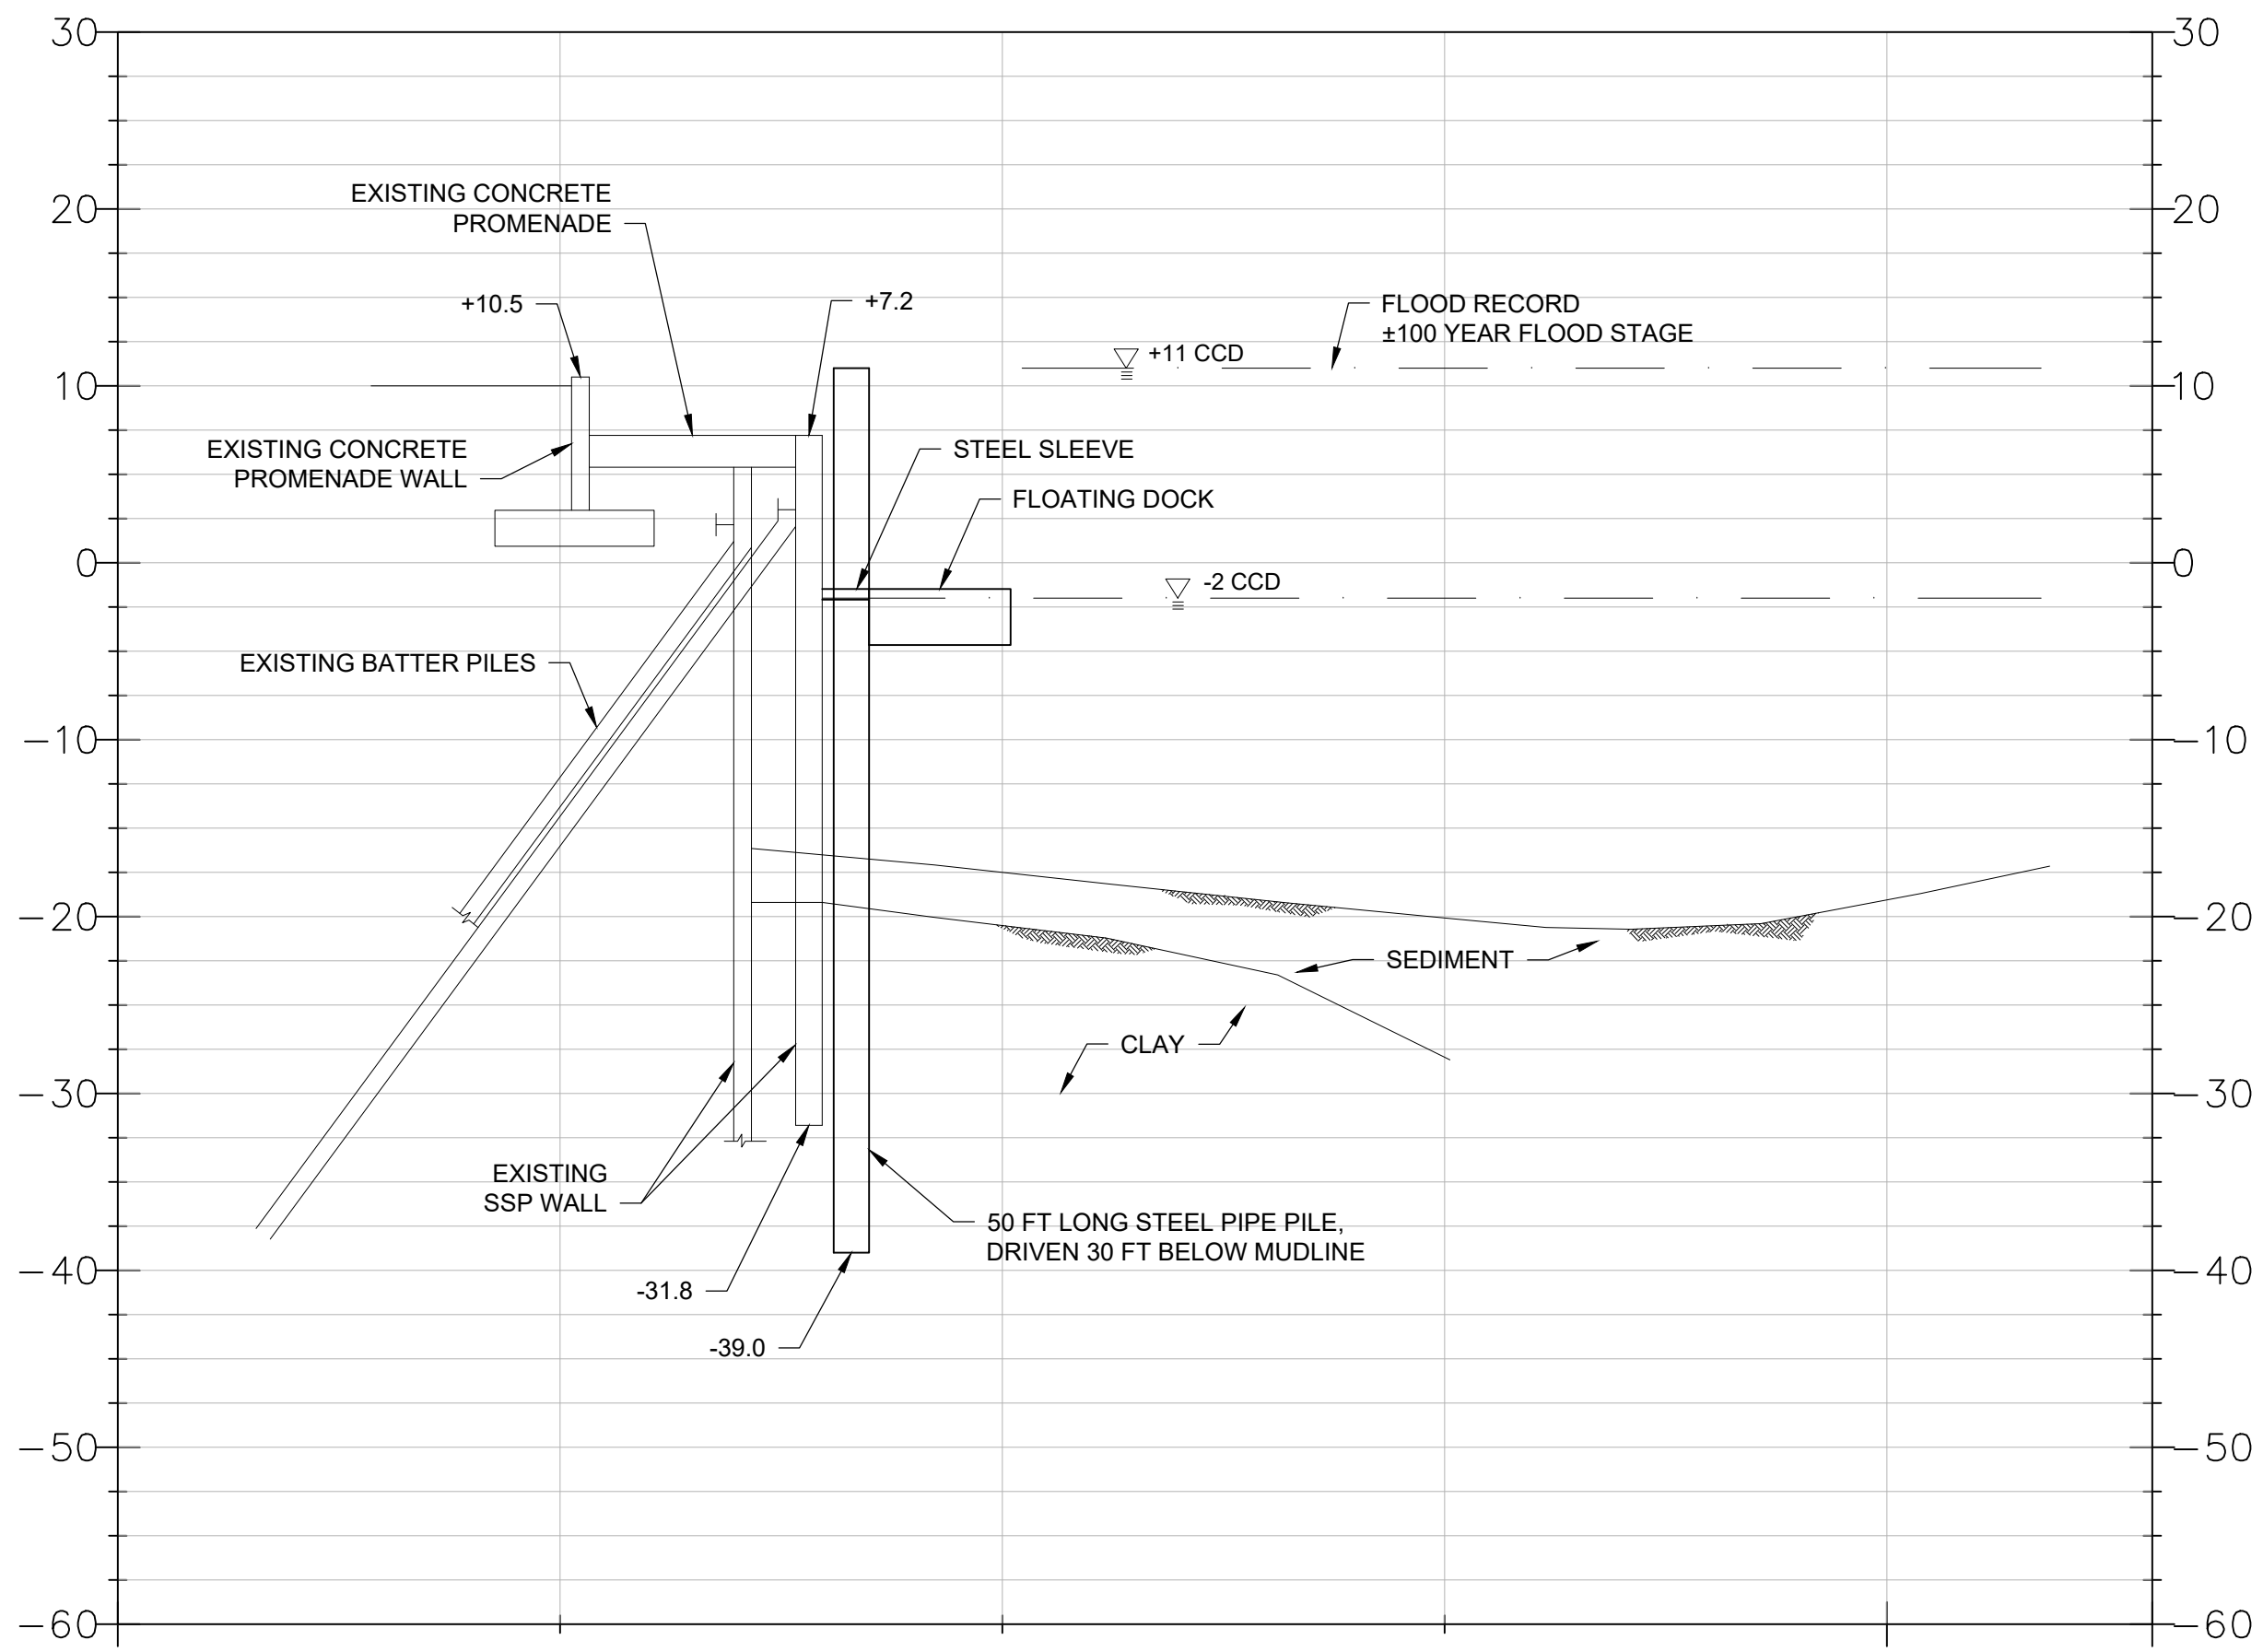 30
30
EXISTING CONCRETE
PROMENADE
20
20
+10.5
+7.2
FLOOD RECORD
±100 YEAR FLOOD STAGE
+11 CCD
10
10
EXISTING CONCRETE
PROMENADE WALL
STEEL SLEEVE
FLOATING DOCK
0
0
-2 CCD
EXISTING BATTER PILES
-10
-10
-20
-20
SEDIMENT
CLAY
-30
-30
EXISTING
SSP WALL
50 FT LONG STEEL PIPE PILE,
DRIVEN 30 FT BELOW MUDLINE
-40
-40
-31.8
-39.0
-50
-50
-60
-60